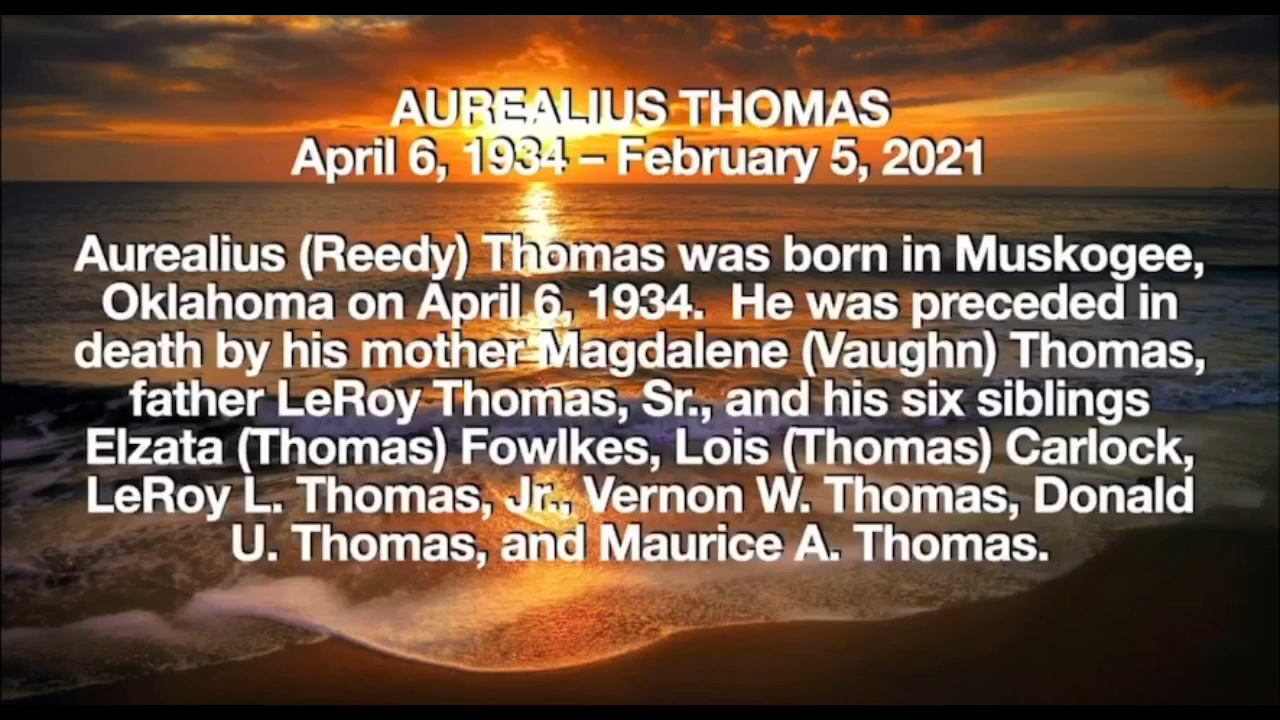 AUREALIUS THOMAS
April 6, 1934 – February 5, 2021
Aurealius (Reedy) Thomas was born in Muskogee,
Oklahoma on April 6, 1934.  He was preceded in
death by his mother Magdalene (Vaughn) Thomas,
father LeRoy Thomas, Sr., and his six siblings
Elzata (Thomas) Fowlkes, Lois (Thomas) Carlock,
LeRoy L. Thomas, Jr., Vernon W. Thomas, Donald
U. Thomas, and Maurice A. Thomas.